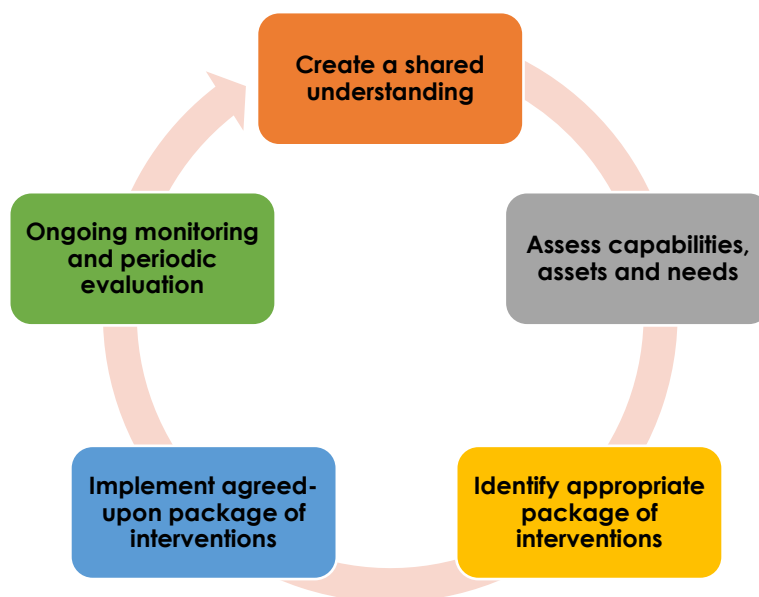 Create a shared
understanding
Assess capabilities,
assets and needs
Identify appropriate
package of
interventions
Implement agreed-
upon package of
interventions
Ongoing monitoring
and periodic
evaluation